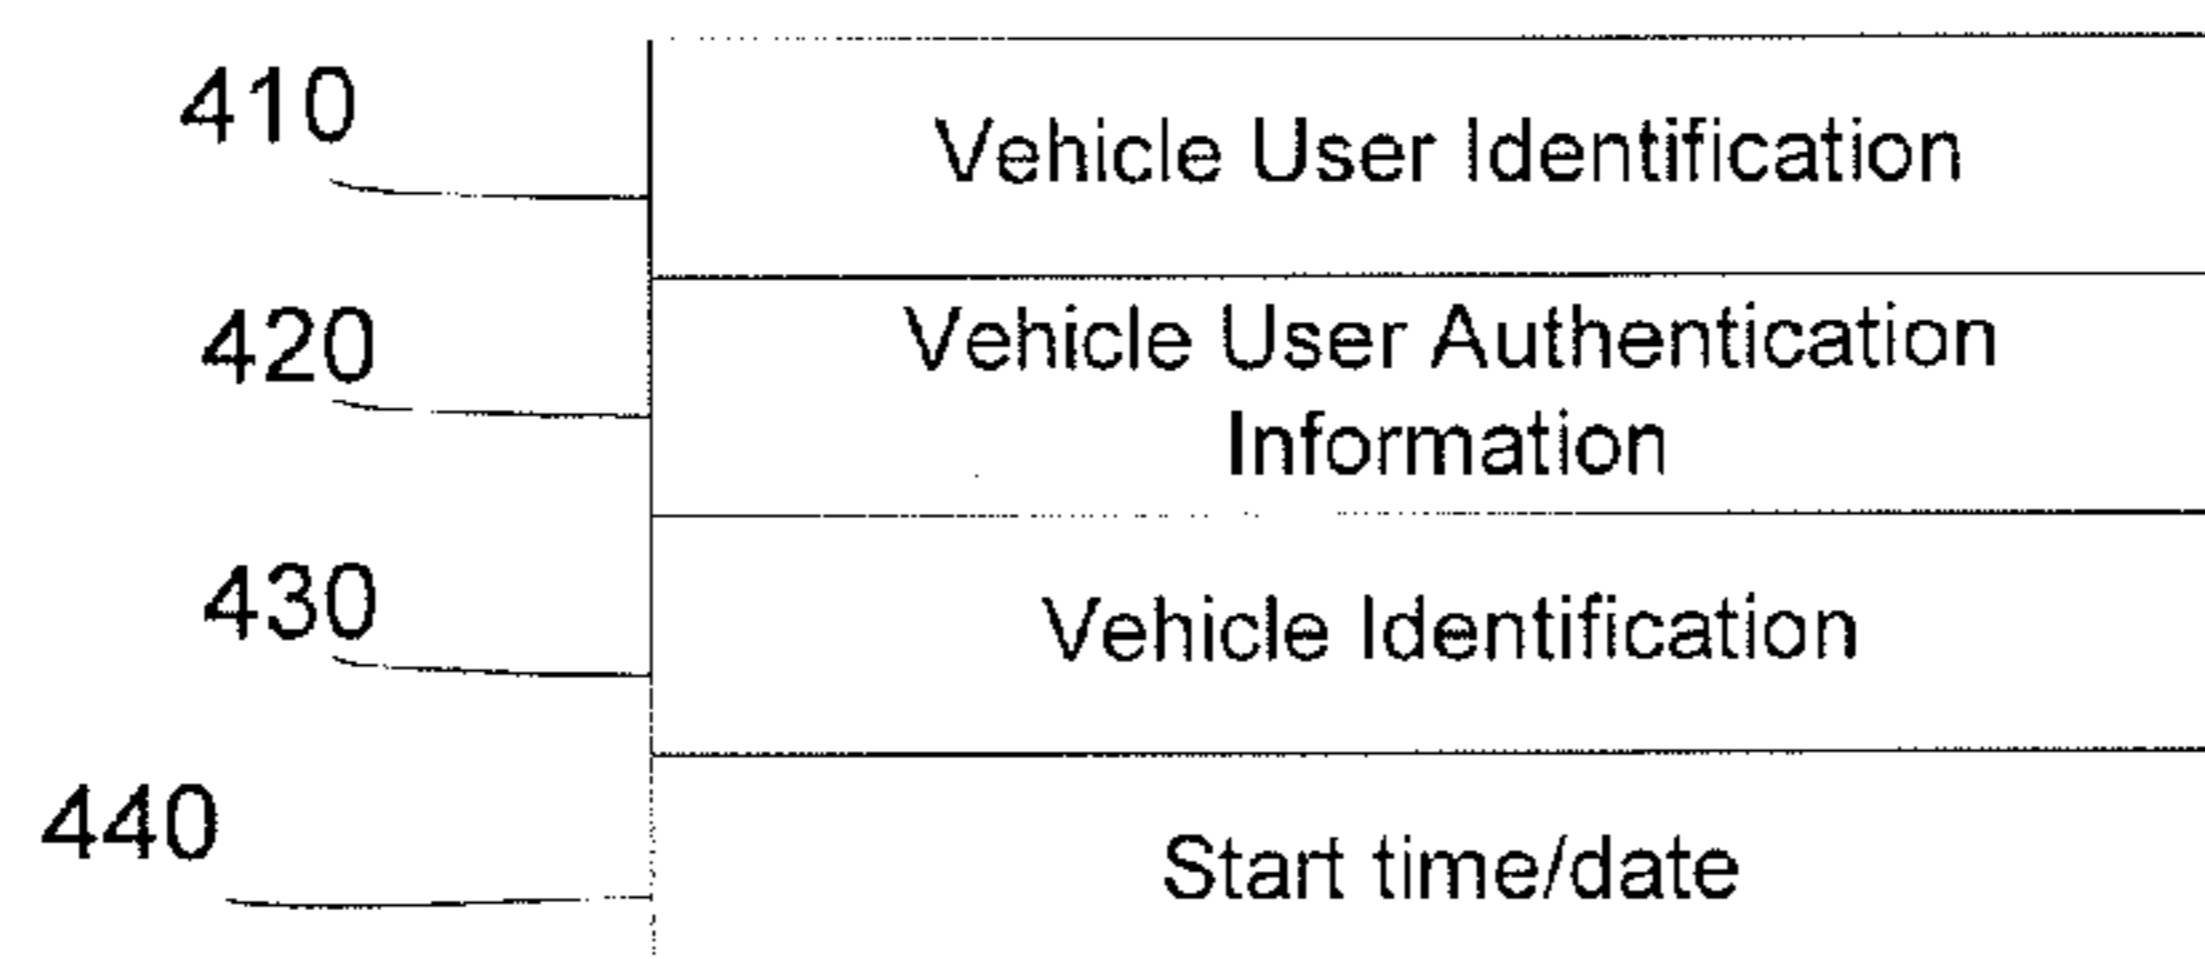 410
Vehicle User Identification
420
Vehicle User Authentication
Information
430
Vehicle Identification
440
Start time/date